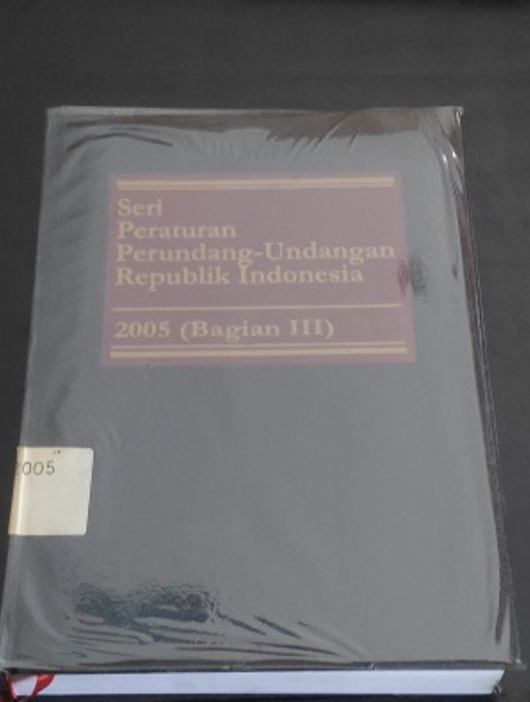 Seri
Peraturan
Perundang-Undangan
Republik Indonesia
2005 (Bagian III)
2005